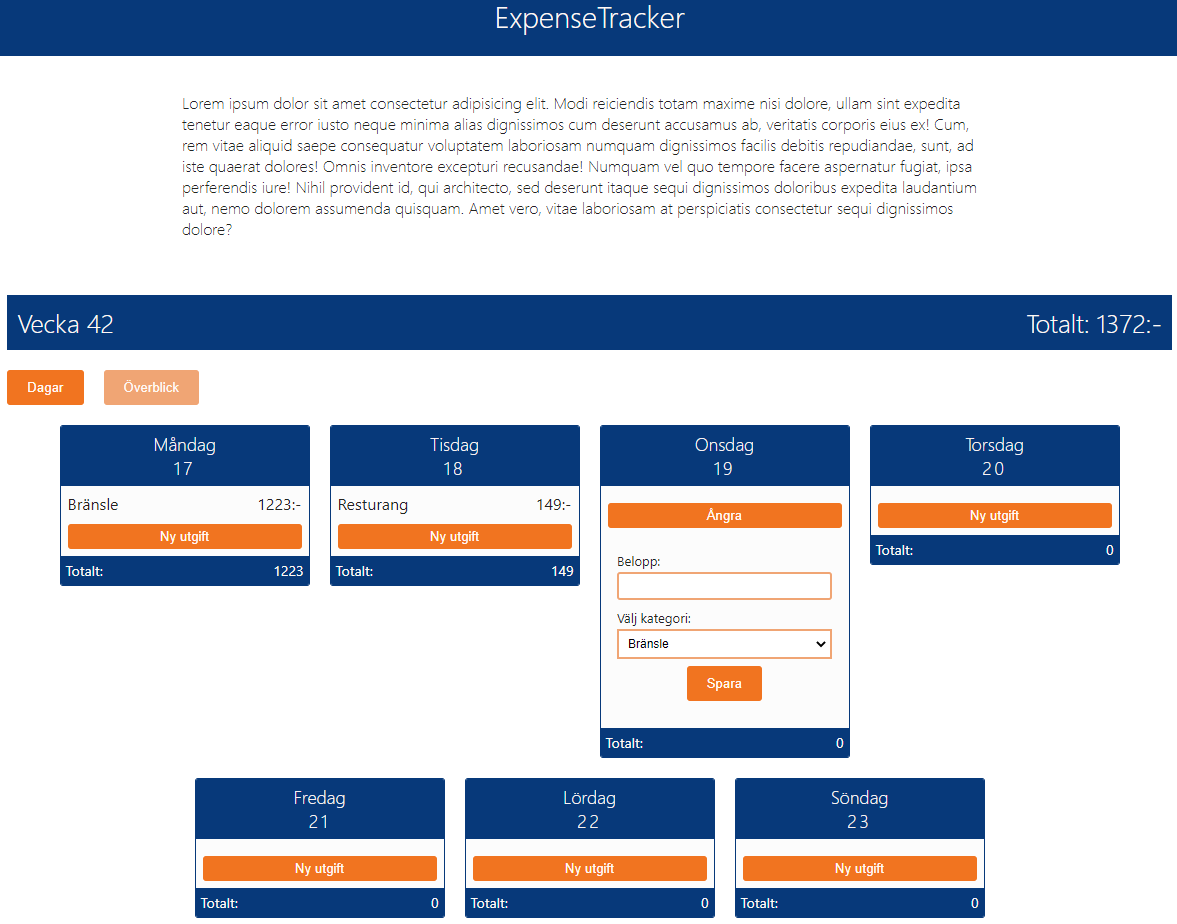 ExpenseTracker
Lorem ipsum dolor sit amet consectetur adipisicing elit. Modi reiciendis totam maxime nisi dolore, ullam sint expedita
tenetur eaque error iusto neque minima alias dignissimos cum deserunt accusamus ab, veritatis corporis eius ex! Cum,
rem vitae aliquid saepe consequatur voluptatem laboriosam numquam dignissimos facilis debitis repudiandae, sunt, ad
iste quaerat dolores! Omnis inventore excepturi recusandae! Numquam vel quo tempore facere aspernatur fugiat, ipsa
perferendis iure! Nihil provident id, qui architecto, sed deserunt itaque sequi dignissimos doloribus expedita laudantium
aut, nemo dolorem assumenda quisquam. Amet vero, vitae laboriosam at perspiciatis consectetur sequi dignissimos
dolore?
Vecka 42 Totalt: 1372:-
Dagar Överblick
Måndag
17
Bränsle 1223:-
Ny utgift
Totalt: 1223
Tisdag
18
Resturang 149:-
Ny utgift
Totalt: 149
Onsdag
19
Ångra
Belopp:
Välj kategori:
Bränsle
Spara
Totalt: 0
Torsdag
20
Ny utgift
Totalt: 0
Fredag
21
Ny utgift
Totalt: 0
Lördag
22
Ny utgift
Totalt: 0
Söndag
23
Ny utgift
Totalt: 0